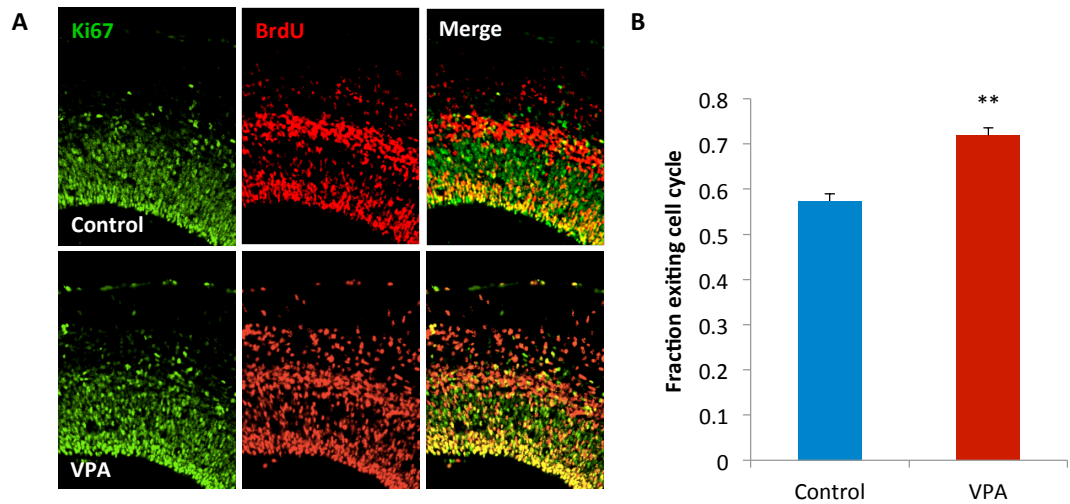 A
Ki67
BrdU
Merge
Control
VPA
B
Fraction exiting cell cycle
0.8
0.7
0.6
0.5
0.4
0.3
0.2
0.1
0
**
Control
VPA